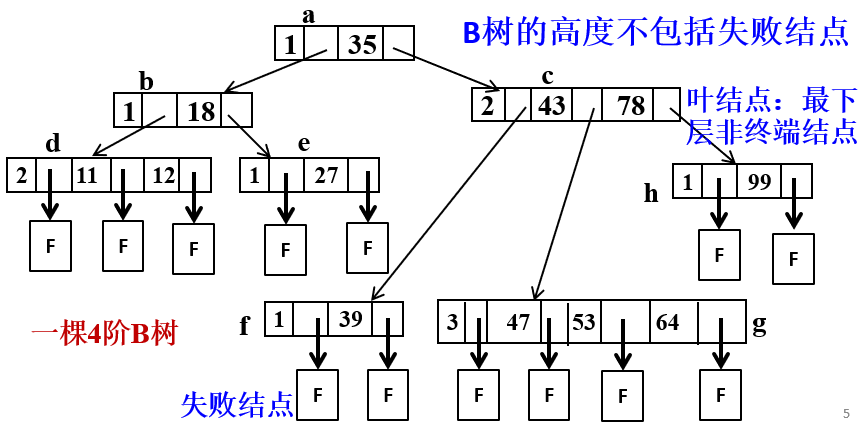 a
B树的高度不包括失败结点
1 35
b
c
1 18
2 43 78
叶结点：最下
层非终端结点
d
e
2 11 12
1 27
h
1 99
F
F
F
F
F
F
F
f
1 39
3 47 53 64
g
一棵4阶B树
F
F
F
F
F
F
失败结点
5